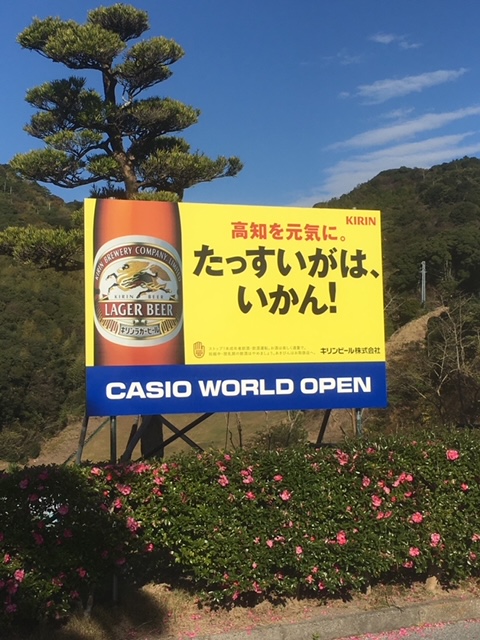 KIRIN
高知を元気に。
たっすいがは、
いかん!
KIRIN BREWERY COMPANY, LIMITED
KIRIN BEER
LAGER BEER
キリンラガービール
キリンビール株式会社
CASIO WORLD OPEN